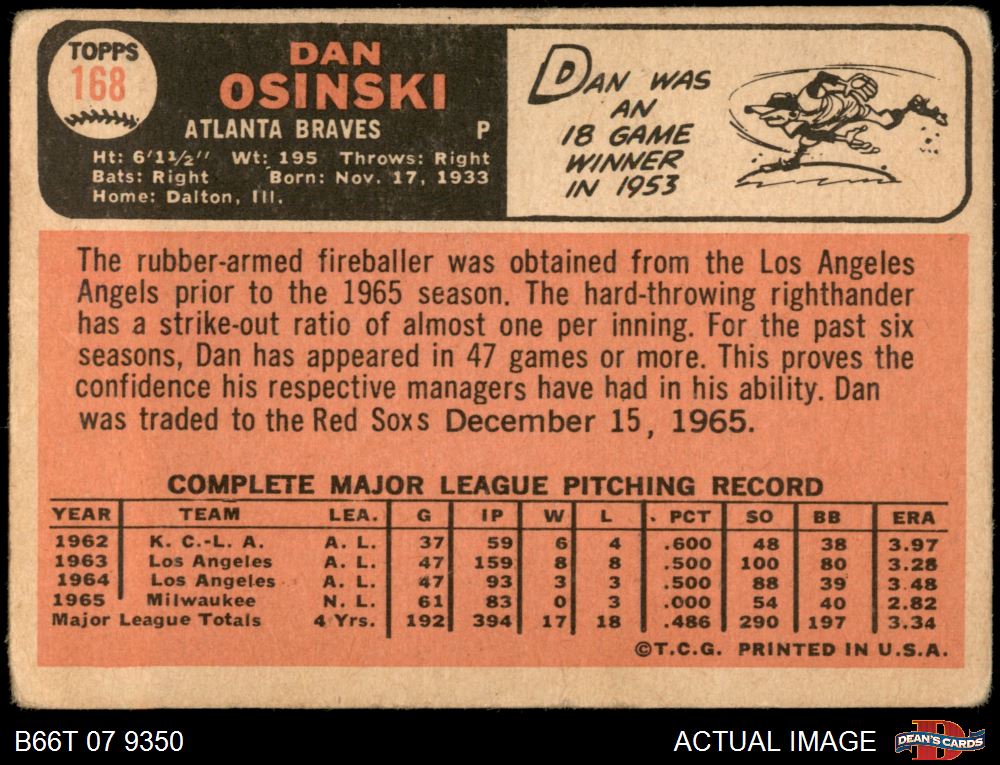 TOPPS
168
DAN
OSINSKI
ATLANTA BRAVES P
Ht: 6'1½" Wt: 195 Throws: Right
Bats: Right Born: Nov. 17, 1933
Home: Dalton, Ill.
DAN WAS
AN
18 GAME
WINNER
IN 1953
The rubber-armed fireballer was obtained from the Los Angeles
Angels prior to the 1965 season. The hard-throwing righthander
has a strike-out ratio of almost one per inning. For the past six
seasons, Dan has appeared in 47 games or more. This proves the
confidence his respective managers have had in his ability. Dan
was traded to the Red Soxs December 15, 1965.
COMPLETE MAJOR LEAGUE PITCHING RECORD
YEAR TEAM LEA. G IP W L PCT SO BB ERA
1962 K. C.-L. A. A. L. 37 59 6 4 .600 48 38 3.97
1963 Los Angeles A. L. 47 159 8 8 .500 100 80 3.28
1964 Los Angeles A. L. 47 93 3 3 .500 88 39 3.48
1965 Milwaukee N. L. 61 83 0 3 .000 54 40 2.82
Major League Totals 4 Yrs. 192 394 17 18 .486 290 197 3.34
©T.C.G. PRINTED IN U.S.A.
B66T 07 9350 ACTUAL IMAGE DEAN'S CARDS